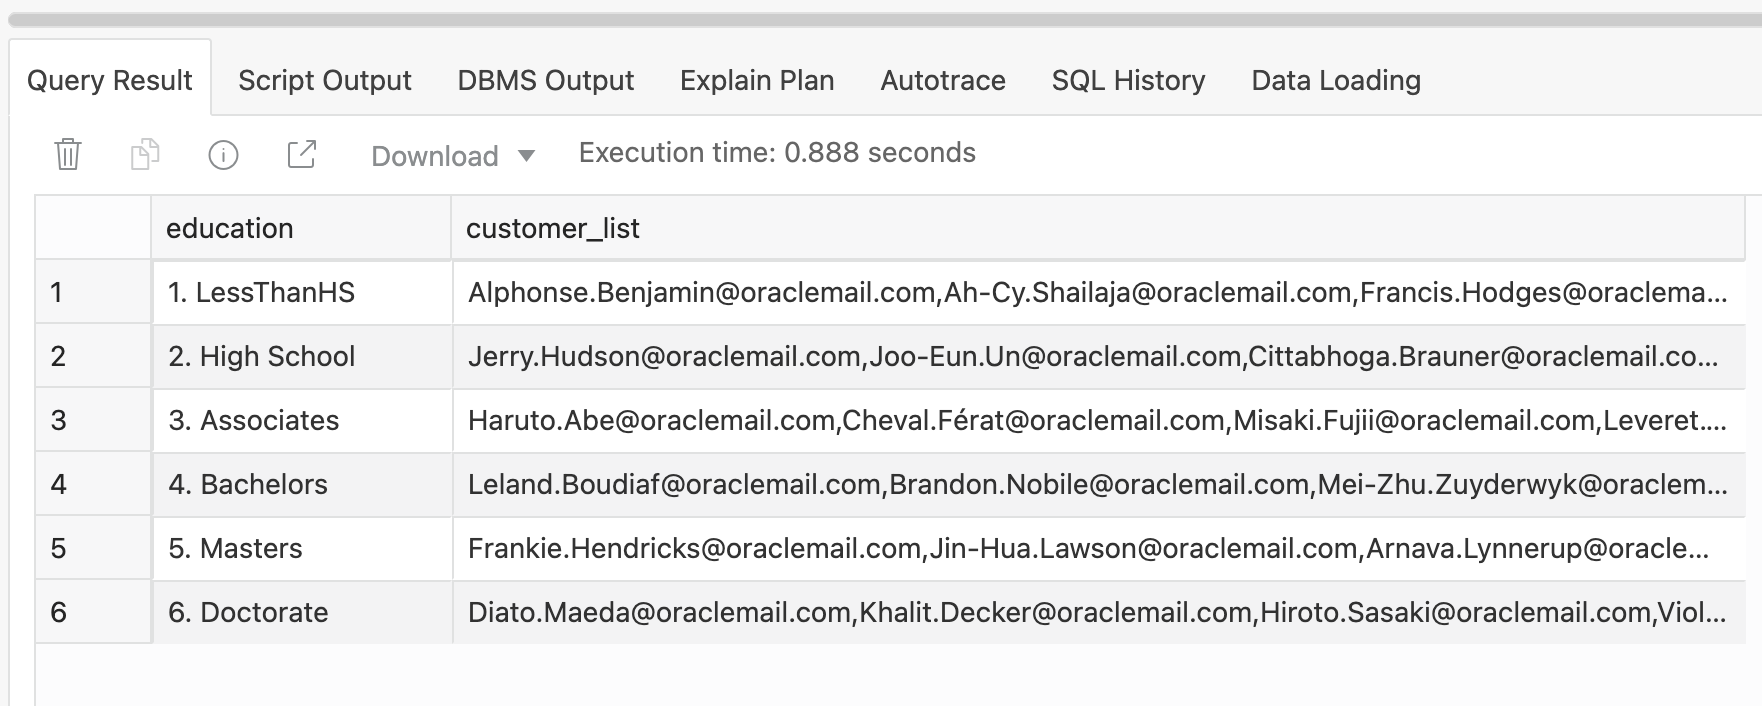 Query Result Script Output DBMS Output Explain Plan Autotrace SQL History Data Loading
Download Execution time: 0.888 seconds
education customer_list
1 1. LessThanHS Alphonse.Benjamin@oraclemail.com,Ah-Cy.Shailaja@oraclemail.com,Francis.Hodges@oraclema...
2 2. High School Jerry.Hudson@oraclemail.com,Joo-Eun.Un@oraclemail.com,Cittabhoga.Brauner@oraclemail.co...
3 3. Associates Haruto.Abe@oraclemail.com,Cheval.Férat@oraclemail.com,Misaki.Fujii@oraclemail.com,Leveret....
4 4. Bachelors Leland.Boudiaf@oraclemail.com,Brandon.Nobile@oraclemail.com,Mei-Zhu.Zuyderwyk@oraclem...
5 5. Masters Frankie.Hendricks@oraclemail.com,Jin-Hua.Lawson@oraclemail.com,Arnava.Lynnerup@oracle...
6 6. Doctorate Diato.Maeda@oraclemail.com,Khalit.Decker@oraclemail.com,Hiroto.Sasaki@oraclemail.com,Viol...